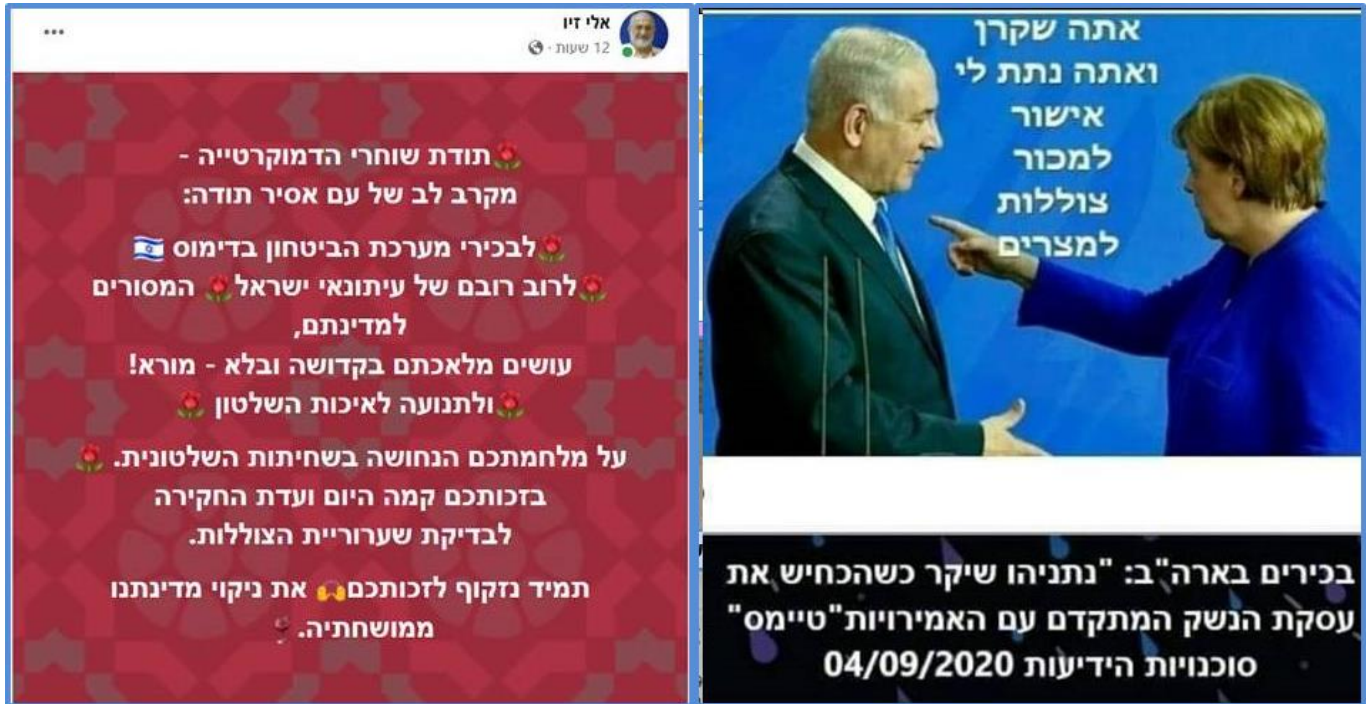 אלי זיו
12 שעות
🌹תודת שוחרי הדמוקרטייה -
מקרב לב של עם אסיר תודה:
🌹לבכירי מערכת הביטחון בדימוס 🇮🇱
🌹לרוב רובם של עיתונאי ישראל🌹 המסורים
למדינתם,
עושים מלאכתם בקדושה ובלא - מורא!
🌹ולתנועה לאיכות השלטון 🌹
על מלחמתכם הנחושה בשחיתות השלטונית. 🌹
בזכותכם קמה היום ועדת החקירה
לבדיקת שערוריית הצוללות.
תמיד נזקוף לזכותכם🙌 את ניקוי מדינתנו
ממושחתיה.🍷
אתה שקרן
ואתה נתת לי
אישור
למכור
צוללות
למצרים
בכירים בארה"ב: "נתניהו שיקר כשהכחיש את
עסקת הנשק המתקדם עם האמירויות"טיימס"
סוכנויות הידיעות 04/09/2020